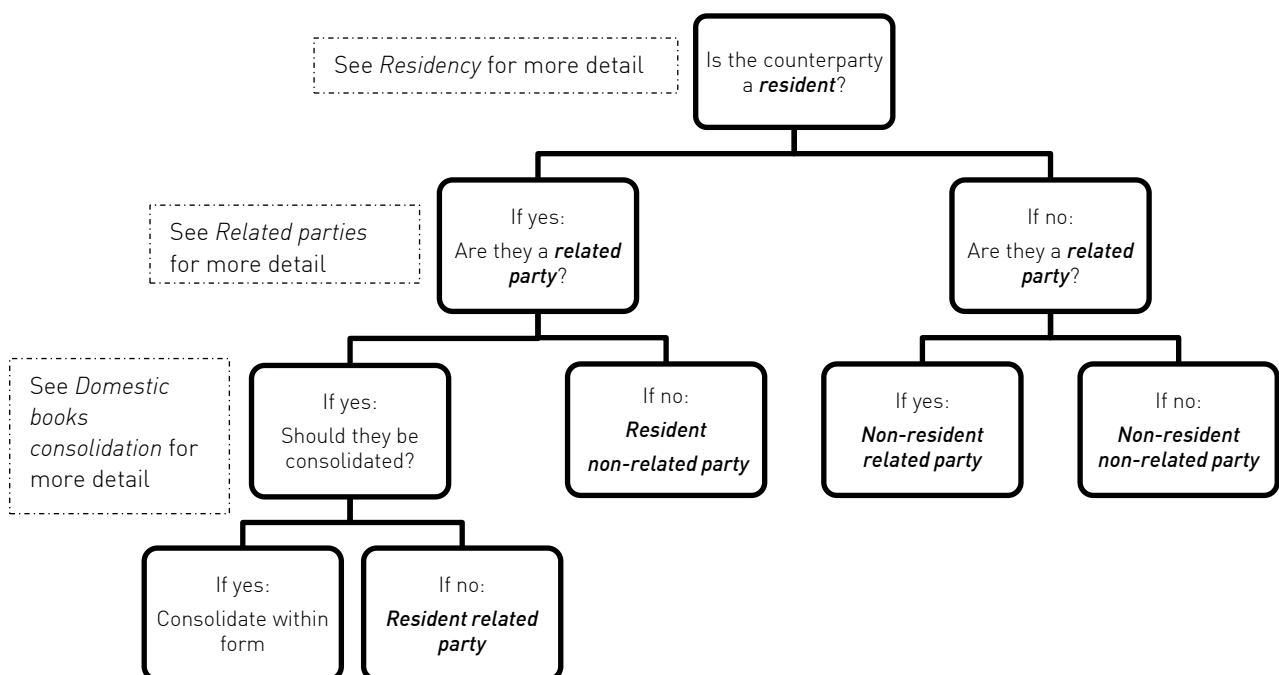 See Residency for more detail
Is the counterparty
a resident?
See Related parties
for more detail
If yes:
Are they a related
party?
If no:
Are they a related
party?
See Domestic
books
consolidation for
more detail
If yes:
Should they be
consolidated?
If no:
Resident
non-related party
If yes:
Non-resident
related party
If no:
Non-resident
non-related party
If yes:
Consolidate within
form
If no:
Resident related
party